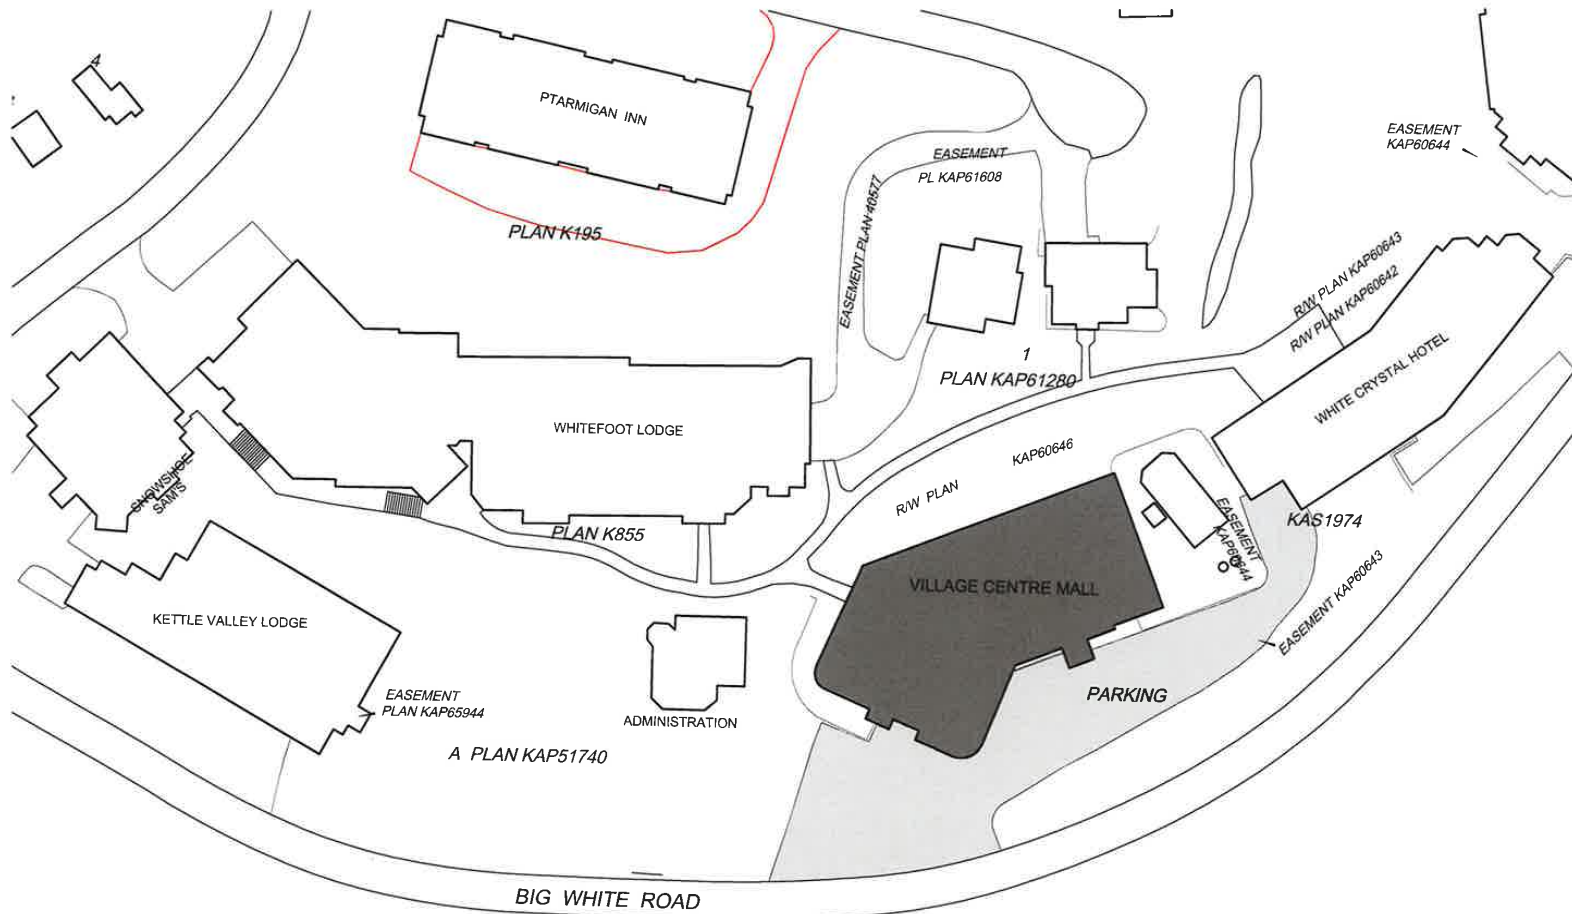 4
PTARMIGAN INN
PLAN K195
EASEMENT
PL KAP61608
EASEMENT PLAN 40577
EASEMENT
KAP60644
R/W PLAN KAP60643
R/W PLAN KAP60642
1
PLAN KAP61280
WHITE CRYSTAL HOTEL
WHITEFOOT LODGE
SNOWSHOE
SAM'S
KAP60646
R/W PLAN
PLAN K855
EASEMENT
KAP60644
KAS1974
VILLAGE CENTRE MALL
EASEMENT KAP60643
KETTLE VALLEY LODGE
EASEMENT
PLAN KAP65944
ADMINISTRATION
PARKING
A PLAN KAP51740
BIG WHITE ROAD